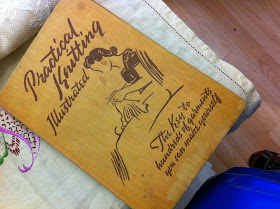 Practical
Knitting
Illustrated
The Key to
hundreds of garments
you can make yourself